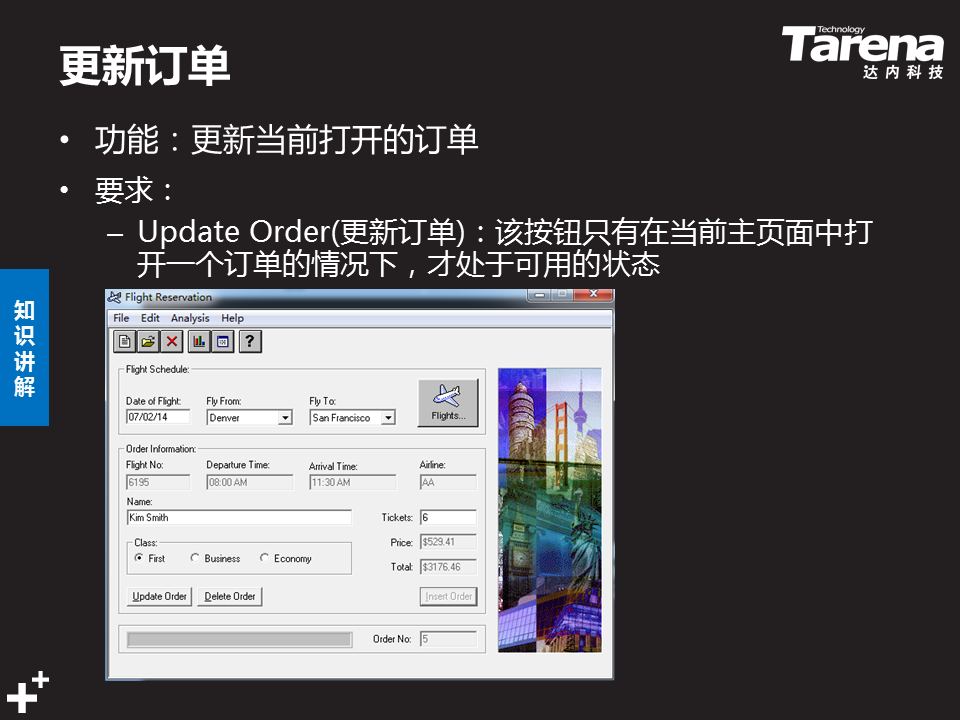 更新订单
Technology
Tarena
达内科技
• 功能：更新当前打开的订单
• 要求：
– Update Order(更新订单)：该按钮只有在当前主页面中打
开一个订单的情况下，才处于可用的状态
知识讲解
Flight Reservation
File Edit Analysis Help
?
Flight Schedule:
Date of Flight: Fly From: Fly To:
07/02/14 Denver San Francisco
Flights...
Order Information:
Flight No: Departure Time: Arrival Time: Airline:
6195 08:00 AM 11:30 AM AA
Name:
Kim Smith
Tickets: 6
Class:
First Business Economy
Price: $529.41
Total: $3176.46
Update Order Delete Order Insert Order
Order No: 5